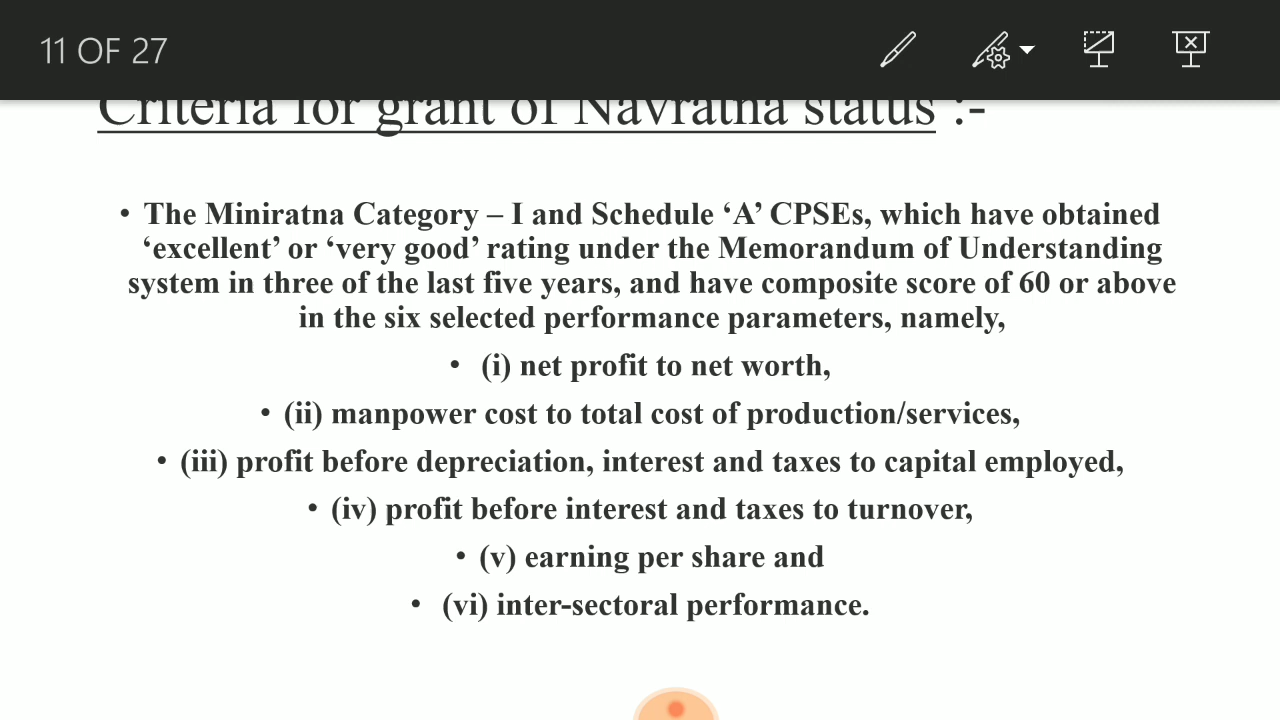 11 OF 27
Criteria for grant of Navratna status :-
• The Miniratna Category – I and Schedule ‘A’ CPSEs, which have obtained
‘excellent’ or ‘very good’ rating under the Memorandum of Understanding
system in three of the last five years, and have composite score of 60 or above
in the six selected performance parameters, namely,
• (i) net profit to net worth,
• (ii) manpower cost to total cost of production/services,
• (iii) profit before depreciation, interest and taxes to capital employed,
• (iv) profit before interest and taxes to turnover,
• (v) earning per share and
• (vi) inter-sectoral performance.